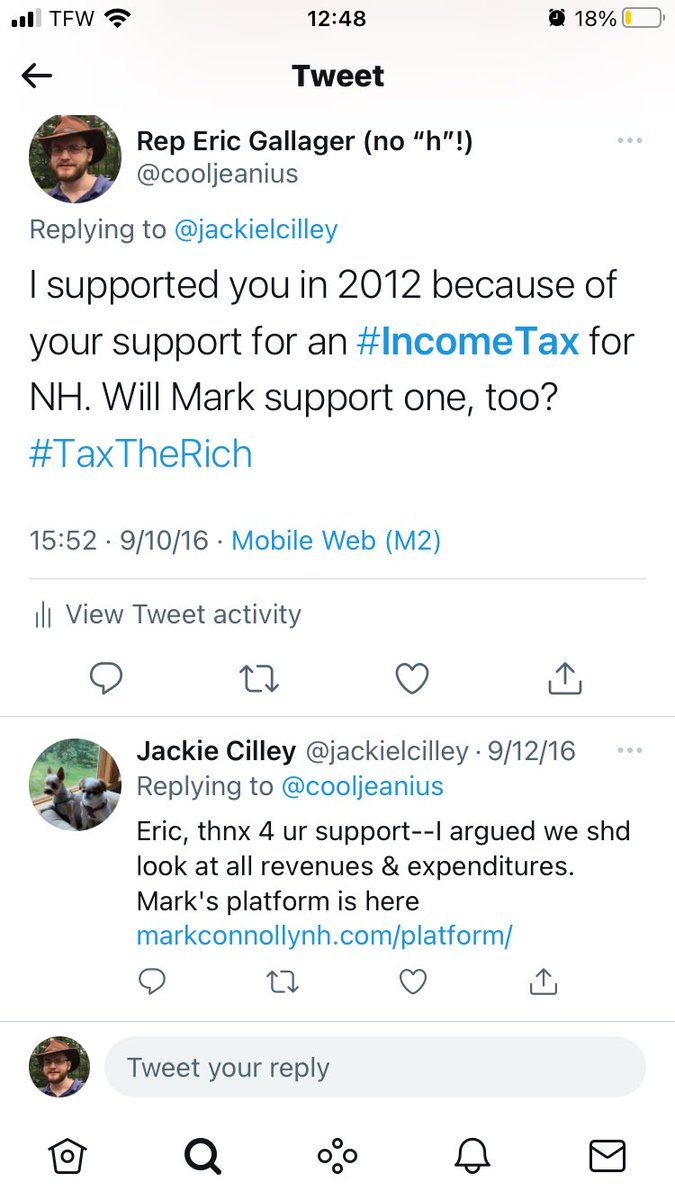 TFW 12:48 18%
Tweet
Rep Eric Gallager (no “h”!)
@cooljeanius
Replying to @jackielcilley
I supported you in 2012 because of
your support for an #IncomeTax for
NH. Will Mark support one, too?
#TaxTheRich
15:52 · 9/10/16 · Mobile Web (M2)
View Tweet activity
Jackie Cilley @jackielcilley · 9/12/16
Replying to @cooljeanius
Eric, thnx 4 ur support--I argued we shd
look at all revenues & expenditures.
Mark's platform is here
markconnollynh.com/platform/
Tweet your reply